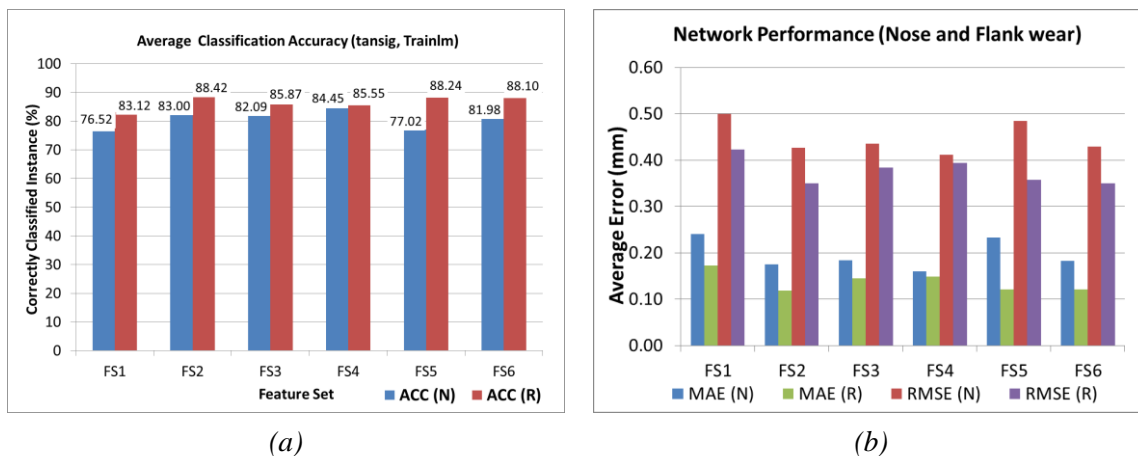 Average Classification Accuracy (tansig, Trainlm)
Correctly Classified Instance (%)
100
90
80
70
60
50
40
30
20
10
0
76.52 83.12 83.00 88.42 82.09 85.87 84.45 85.55 77.02 88.24 81.98 88.10
FS1 FS2 FS3 FS4 FS5 FS6
Feature Set ACC (N) ACC (R)
(a)
Network Performance (Nose and Flank wear)
Average Error (mm)
0.60
0.50
0.40
0.30
0.20
0.10
0.00
FS1 FS2 FS3 FS4 FS5 FS6
MAE (N) MAE (R) RMSE (N) RMSE (R)
(b)